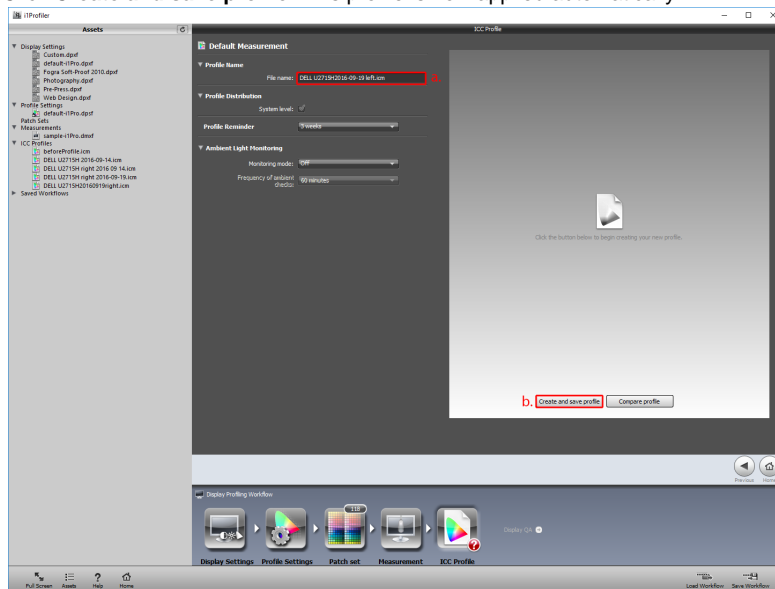 i1Profiler
Assets
ICC Profile
Display Settings
Custom.dpxf
default-i1Pro.dpxf
Fogra Soft-Proof 2010.dpxf
Photography.dpxf
Pre-Press.dpxf
Web Design.dpxf
Profile Settings
default-i1Pro.dsxf
Patch Sets
Measurements
sample-i1Pro.dmxf
ICC Profiles
beforeProfile.icm
DELL U2715H 2016-09-14.icm
DELL U2715H right 2016 09 14.icm
DELL U2715H right 2016-09-19.icm
DELL U2715H20160919right.icm
Saved Workflows
Default Measurement
Profile Name
File name: DELL U2715H2016-09-19 left.icm a.
Profile Distribution
System level:
Profile Reminder
Ambient Light Monitoring
Monitoring mode: Off
Frequency of ambient checks: 60 minutes
Click the button below to begin creating your new profile.
b. Create and save profile Compare profile
Previous Home
Display Profiling Workflow
118
Display QA
Display Settings Profile Settings Patch set Measurement ICC Profile
Full Screen Assets Help Home
Load Workflow Save Workflow